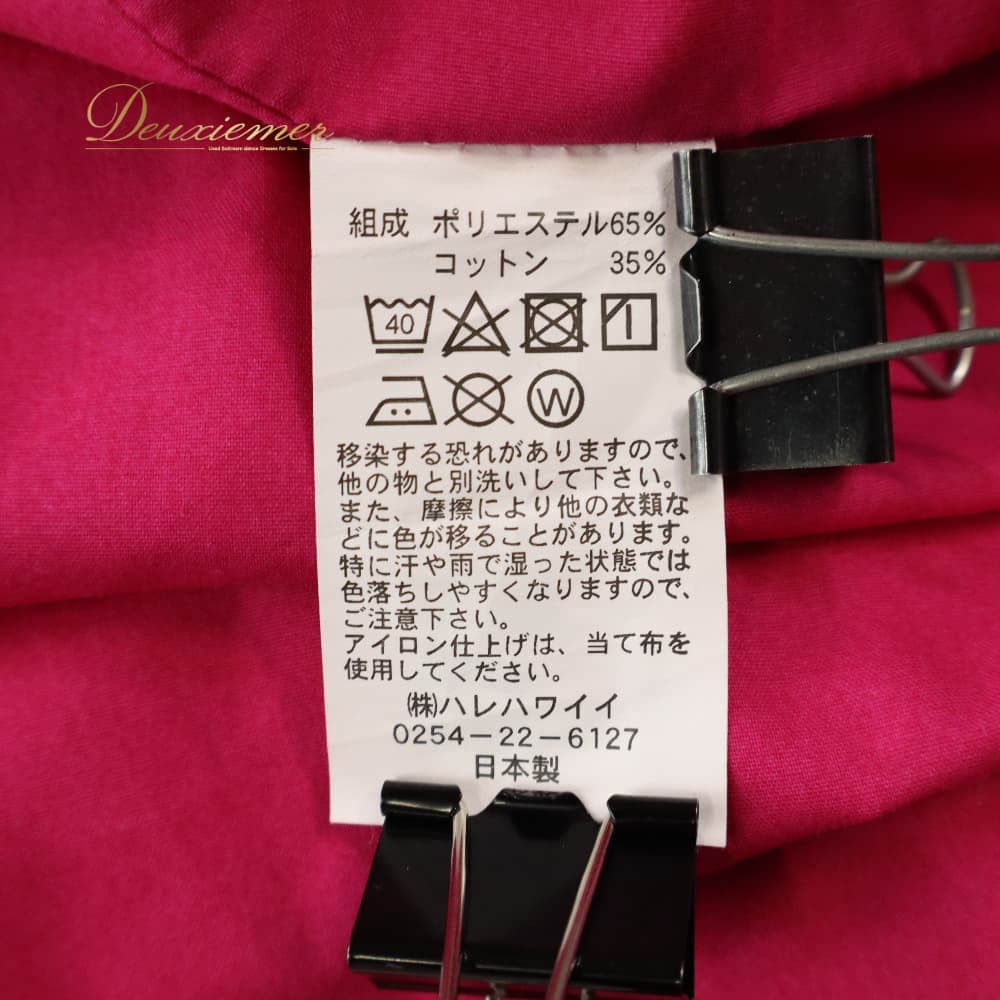 Deuxiemer
Used Ballroom dance Dresses for Sale
組成 ポリエステル65%
コットン 35%
40
W
移染する恐れがありますので、
他の物と別洗いして下さい。
また、摩擦により他の衣類な
どに色が移ることがあります。
特に汗や雨で湿った状態では
色落ちしやすくなりますので、
ご注意下さい。
アイロン仕上げは、当て布を
使用してください。
㈱ハレハワイイ
0254-22-6127
日本製